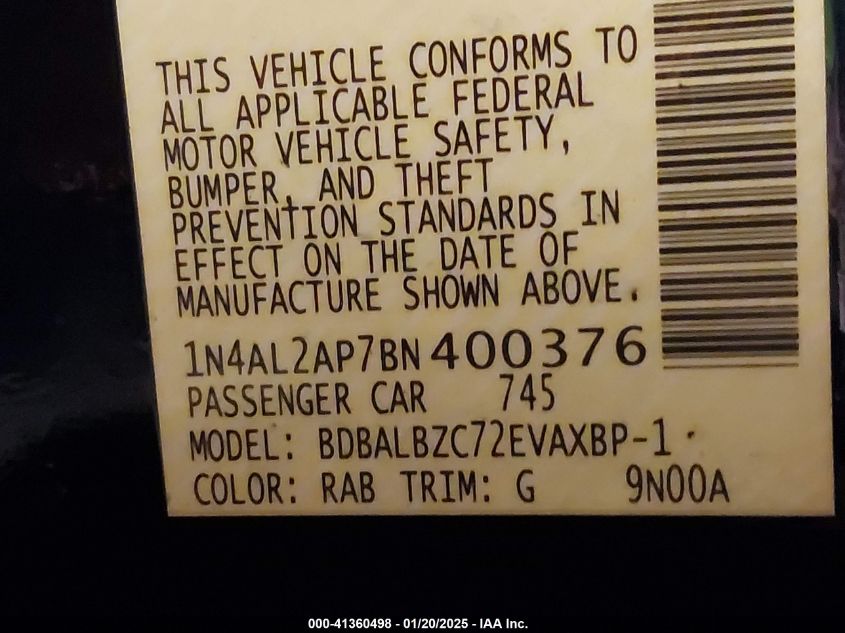 THIS VEHICLE CONFORMS TO
ALL APPLICABLE FEDERAL
MOTOR VEHICLE SAFETY,
BUMPER, AND THEFT
PREVENTION STANDARDS IN
EFFECT ON THE DATE OF
MANUFACTURE SHOWN ABOVE.
1N4AL2AP7BN400376
PASSENGER CAR 745
MODEL: BDBALBZC72EVAXBP-1
COLOR: RAB TRIM: G 9N00A
000-41360498 - 01/20/2025 - IAA Inc.